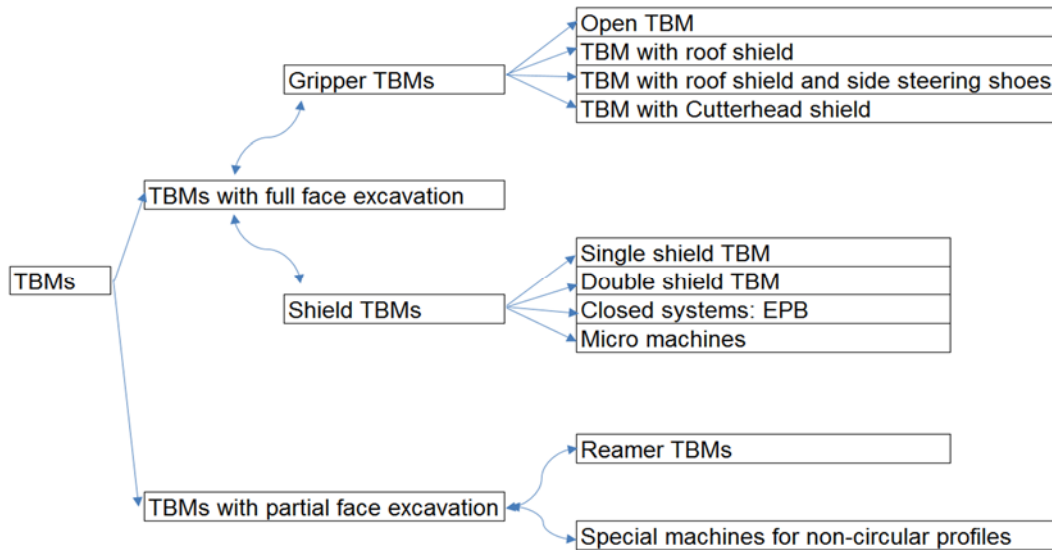 TBMs
TBMs with full face excavation
Gripper TBMs
Open TBM
TBM with roof shield
TBM with roof shield and side steering shoes
TBM with Cutterhead shield
Shield TBMs
Single shield TBM
Double shield TBM
Closed systems: EPB
Micro machines
TBMs with partial face excavation
Reamer TBMs
Special machines for non-circular profiles